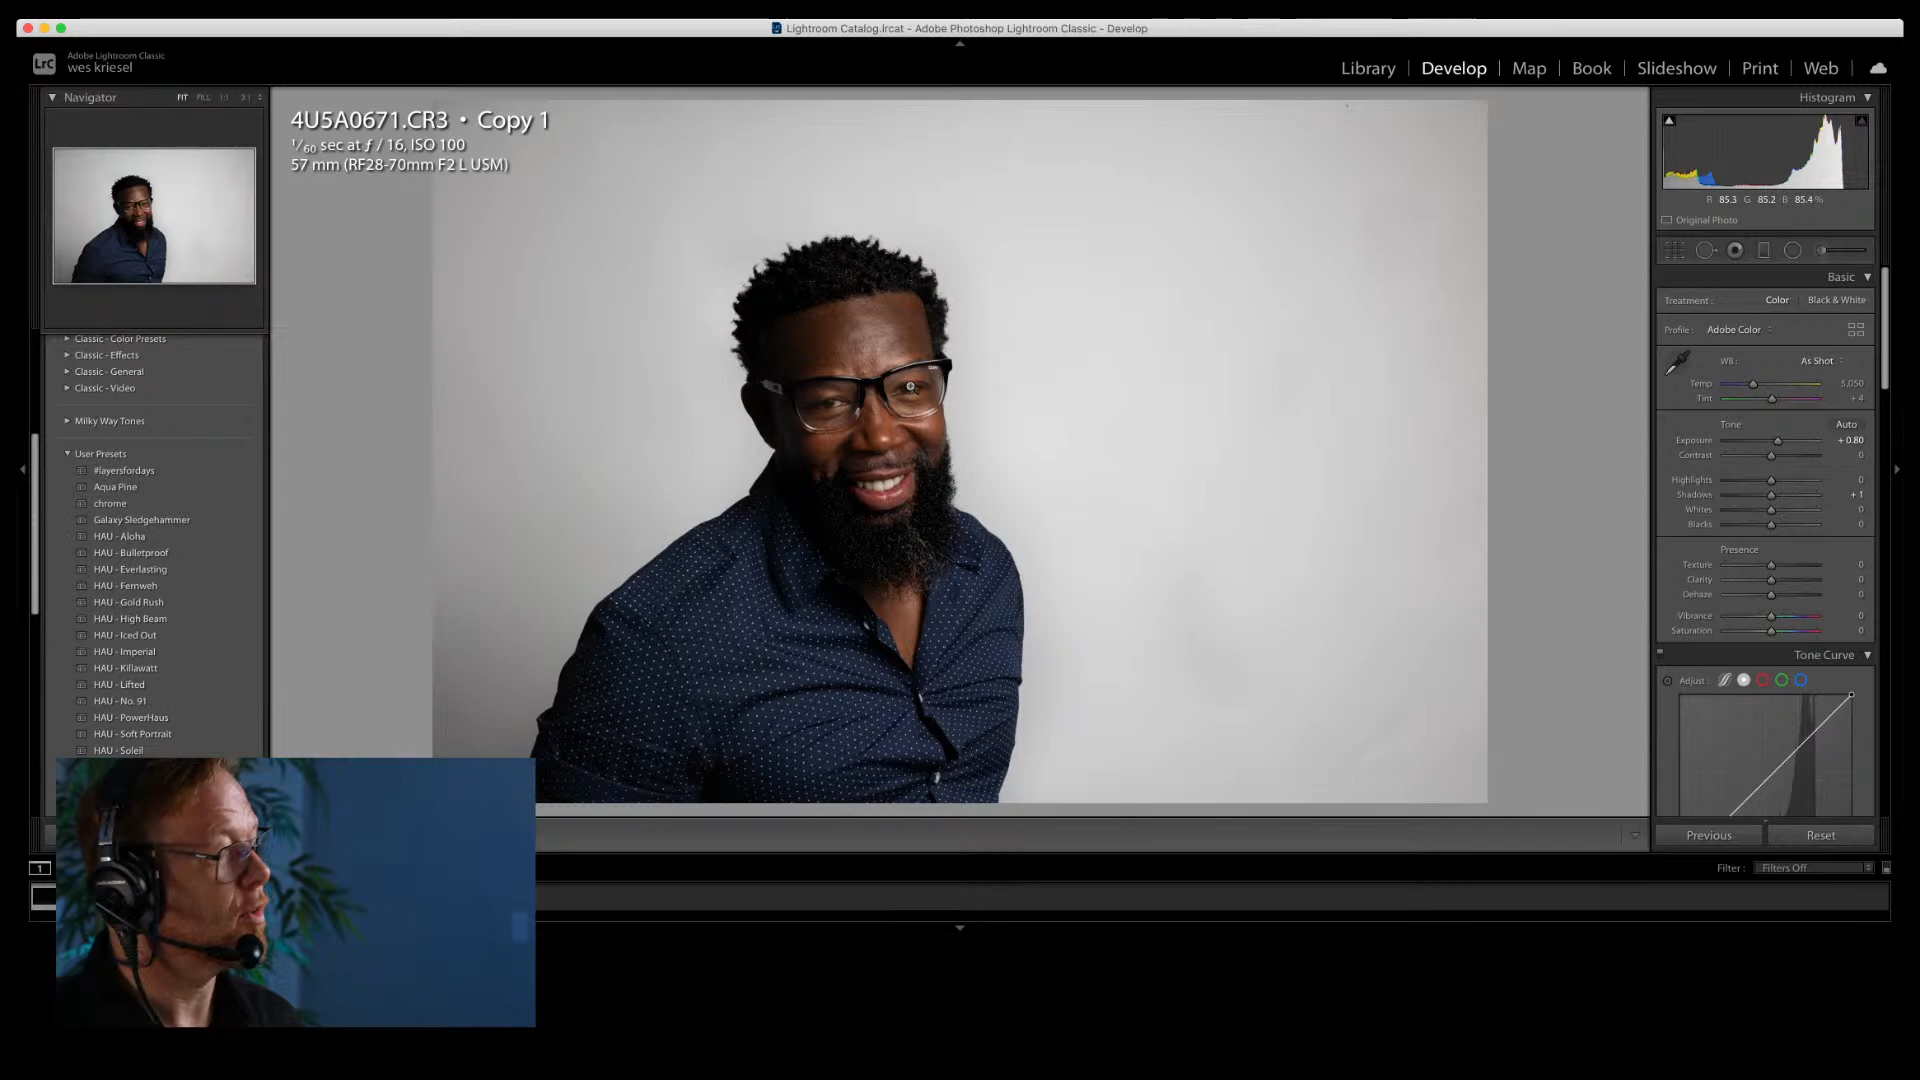 Lightroom Catalog.lrcat - Adobe Photoshop Lightroom Classic - Develop
LrC
Adobe Lightroom Classic
wes kriesel
Library | Develop | Map | Book | Slideshow | Print | Web
Navigator FIT FILL 1:1 3:1
Classic - Color Presets
Classic - Effects
Classic - General
Classic - Video
Milky Way Tones
User Presets
#layersfordays
Aqua Pine
chrome
Galaxy Sledgehammer
HAU - Aloha
HAU - Bulletproof
HAU - Everlasting
HAU - Fernweh
HAU - Gold Rush
HAU - High Beam
HAU - Iced Out
HAU - Imperial
HAU - Killawatt
HAU - Lifted
HAU - No. 91
HAU - PowerHaus
HAU - Soft Portrait
HAU - Soleil
1
4U5A0671.CR3 • Copy 1
1/60 sec at ƒ / 16, ISO 100
57 mm (RF28-70mm F2 L USM)
Histogram
R 85.3 G 85.2 B 85.4 %
Original Photo
Basic
Treatment : Color | Black & White
Profile : Adobe Color
WB : As Shot
Temp 5,050
Tint + 4
Tone Auto
Exposure + 0.80
Contrast 0
Highlights 0
Shadows + 1
Whites 0
Blacks 0
Presence
Texture 0
Clarity 0
Dehaze 0
Vibrance 0
Saturation 0
Tone Curve
Adjust :
Previous Reset
Filter : Filters Off